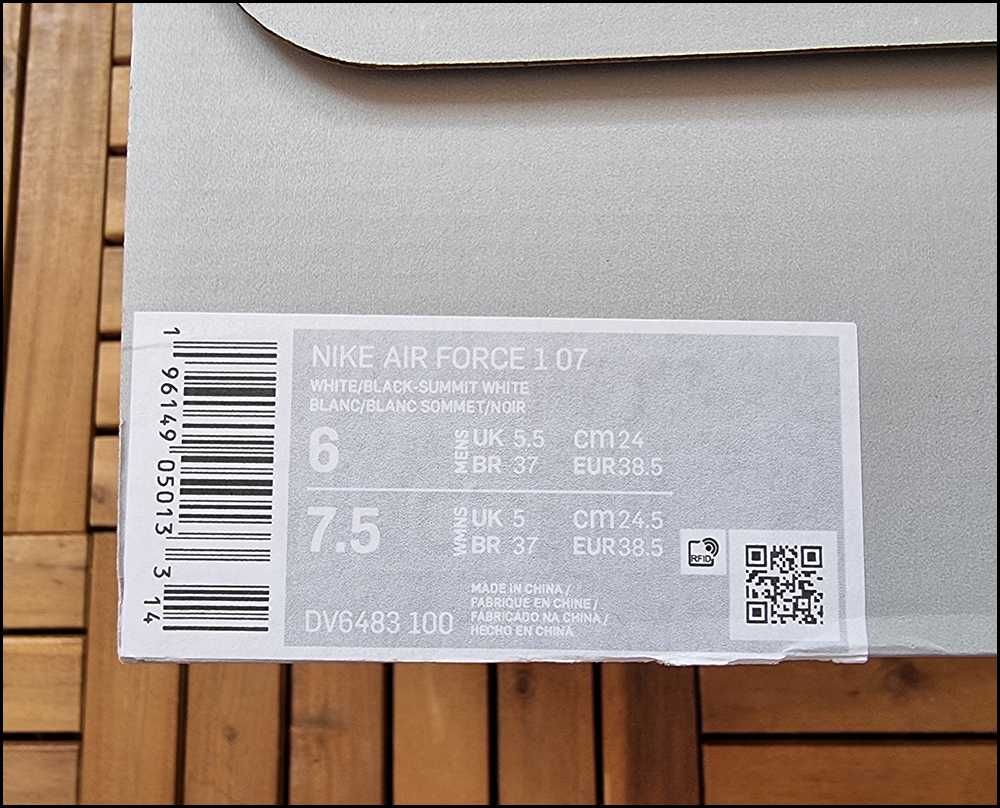 NIKE AIR FORCE 1 07
WHITE/BLACK-SUMMIT WHITE
BLANC/BLANC SOMMET/NOIR
6 MENS UK 5.5 cm 24
BR 37 EUR 38.5
7.5 WMNS UK 5 cm 24.5
BR 37 EUR 38.5
DV6483 100
MADE IN CHINA /
FABRIQUE EN CHINE /
FABRICADO NA CHINA /
HECHO EN CHINA
RFID
1 96149 05013 3 14